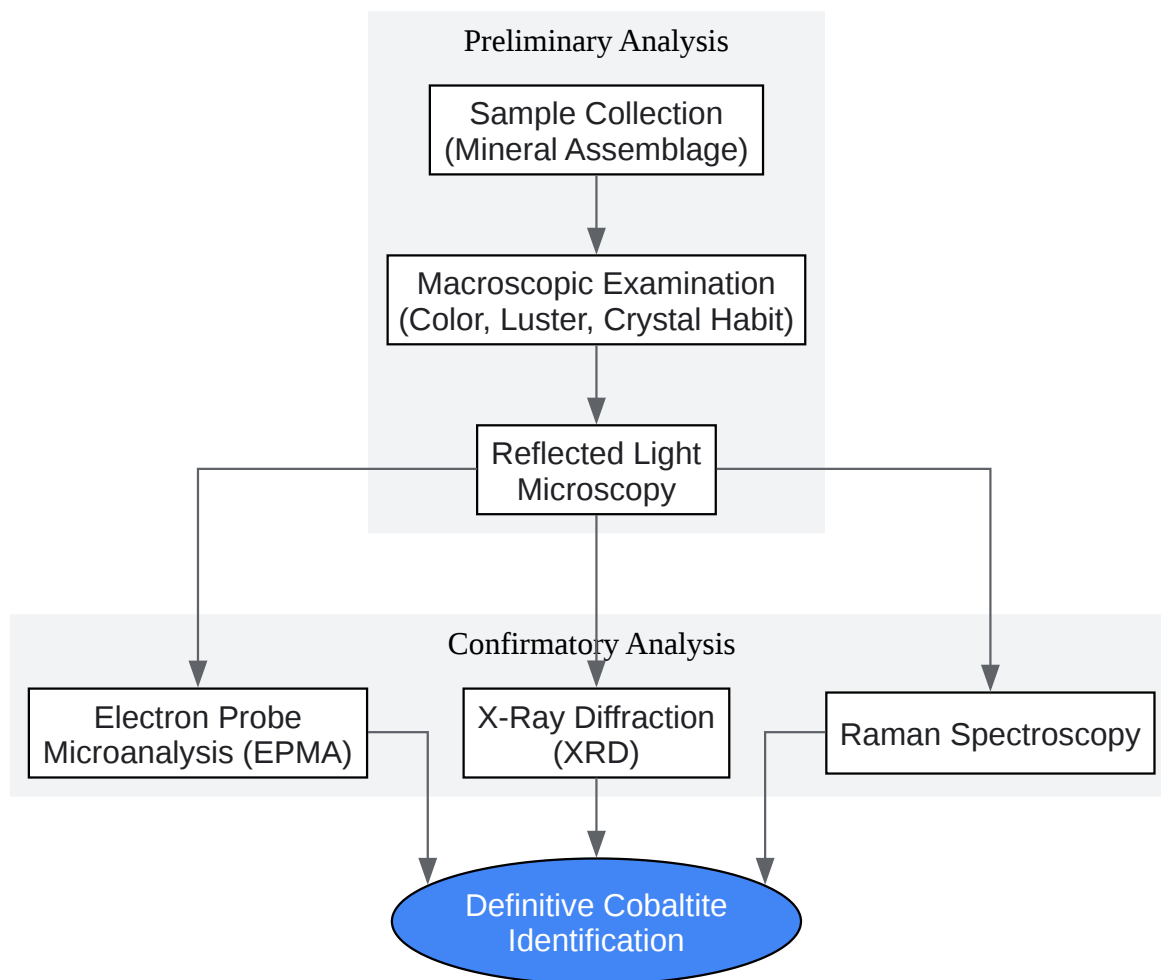 Preliminary Analysis
Sample Collection
(Mineral Assemblage)
Macroscopic Examination
(Color, Luster, Crystal Habit)
Reflected Light
Microscopy
Confirmatory Analysis
Electron Probe
Microanalysis (EPMA)
X-Ray Diffraction
(XRD)
Raman Spectroscopy
Definitive Cobaltite
Identification